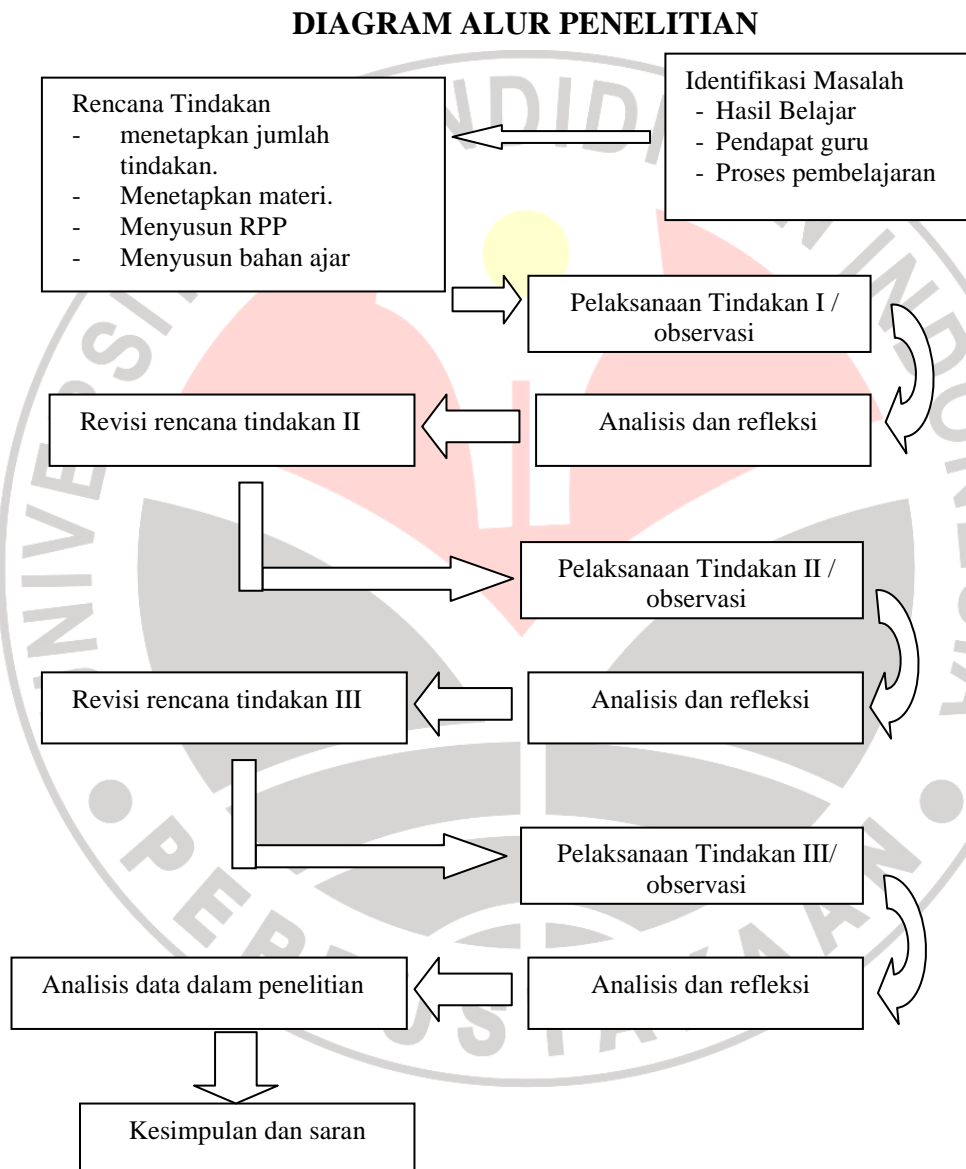 DIAGRAM ALUR PENELITIAN
Identifikasi Masalah
- Hasil Belajar
- Pendapat guru
- Proses pembelajaran
Rencana Tindakan
- menetapkan jumlah
tindakan.
- Menetapkan materi.
- Menyusun RPP
- Menyusun bahan ajar
Pelaksanaan Tindakan I /
observasi
Analisis dan refleksi
Revisi rencana tindakan II
Pelaksanaan Tindakan II /
observasi
Analisis dan refleksi
Revisi rencana tindakan III
Pelaksanaan Tindakan III/
observasi
Analisis dan refleksi
Analisis data dalam penelitian
Kesimpulan dan saran